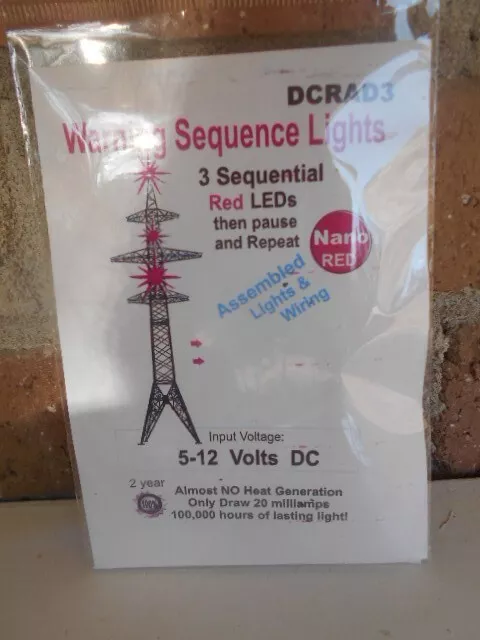 DCRAD3
Warning Sequence Lights
3 Sequential
Red LEDs
then pause
and Repeat
Nano
RED
Assembled
Lights &
Wiring
Input Voltage:
5-12 Volts DC
2 year
100%
Almost NO Heat Generation
Only Draw 20 milliamps
100,000 hours of lasting light!